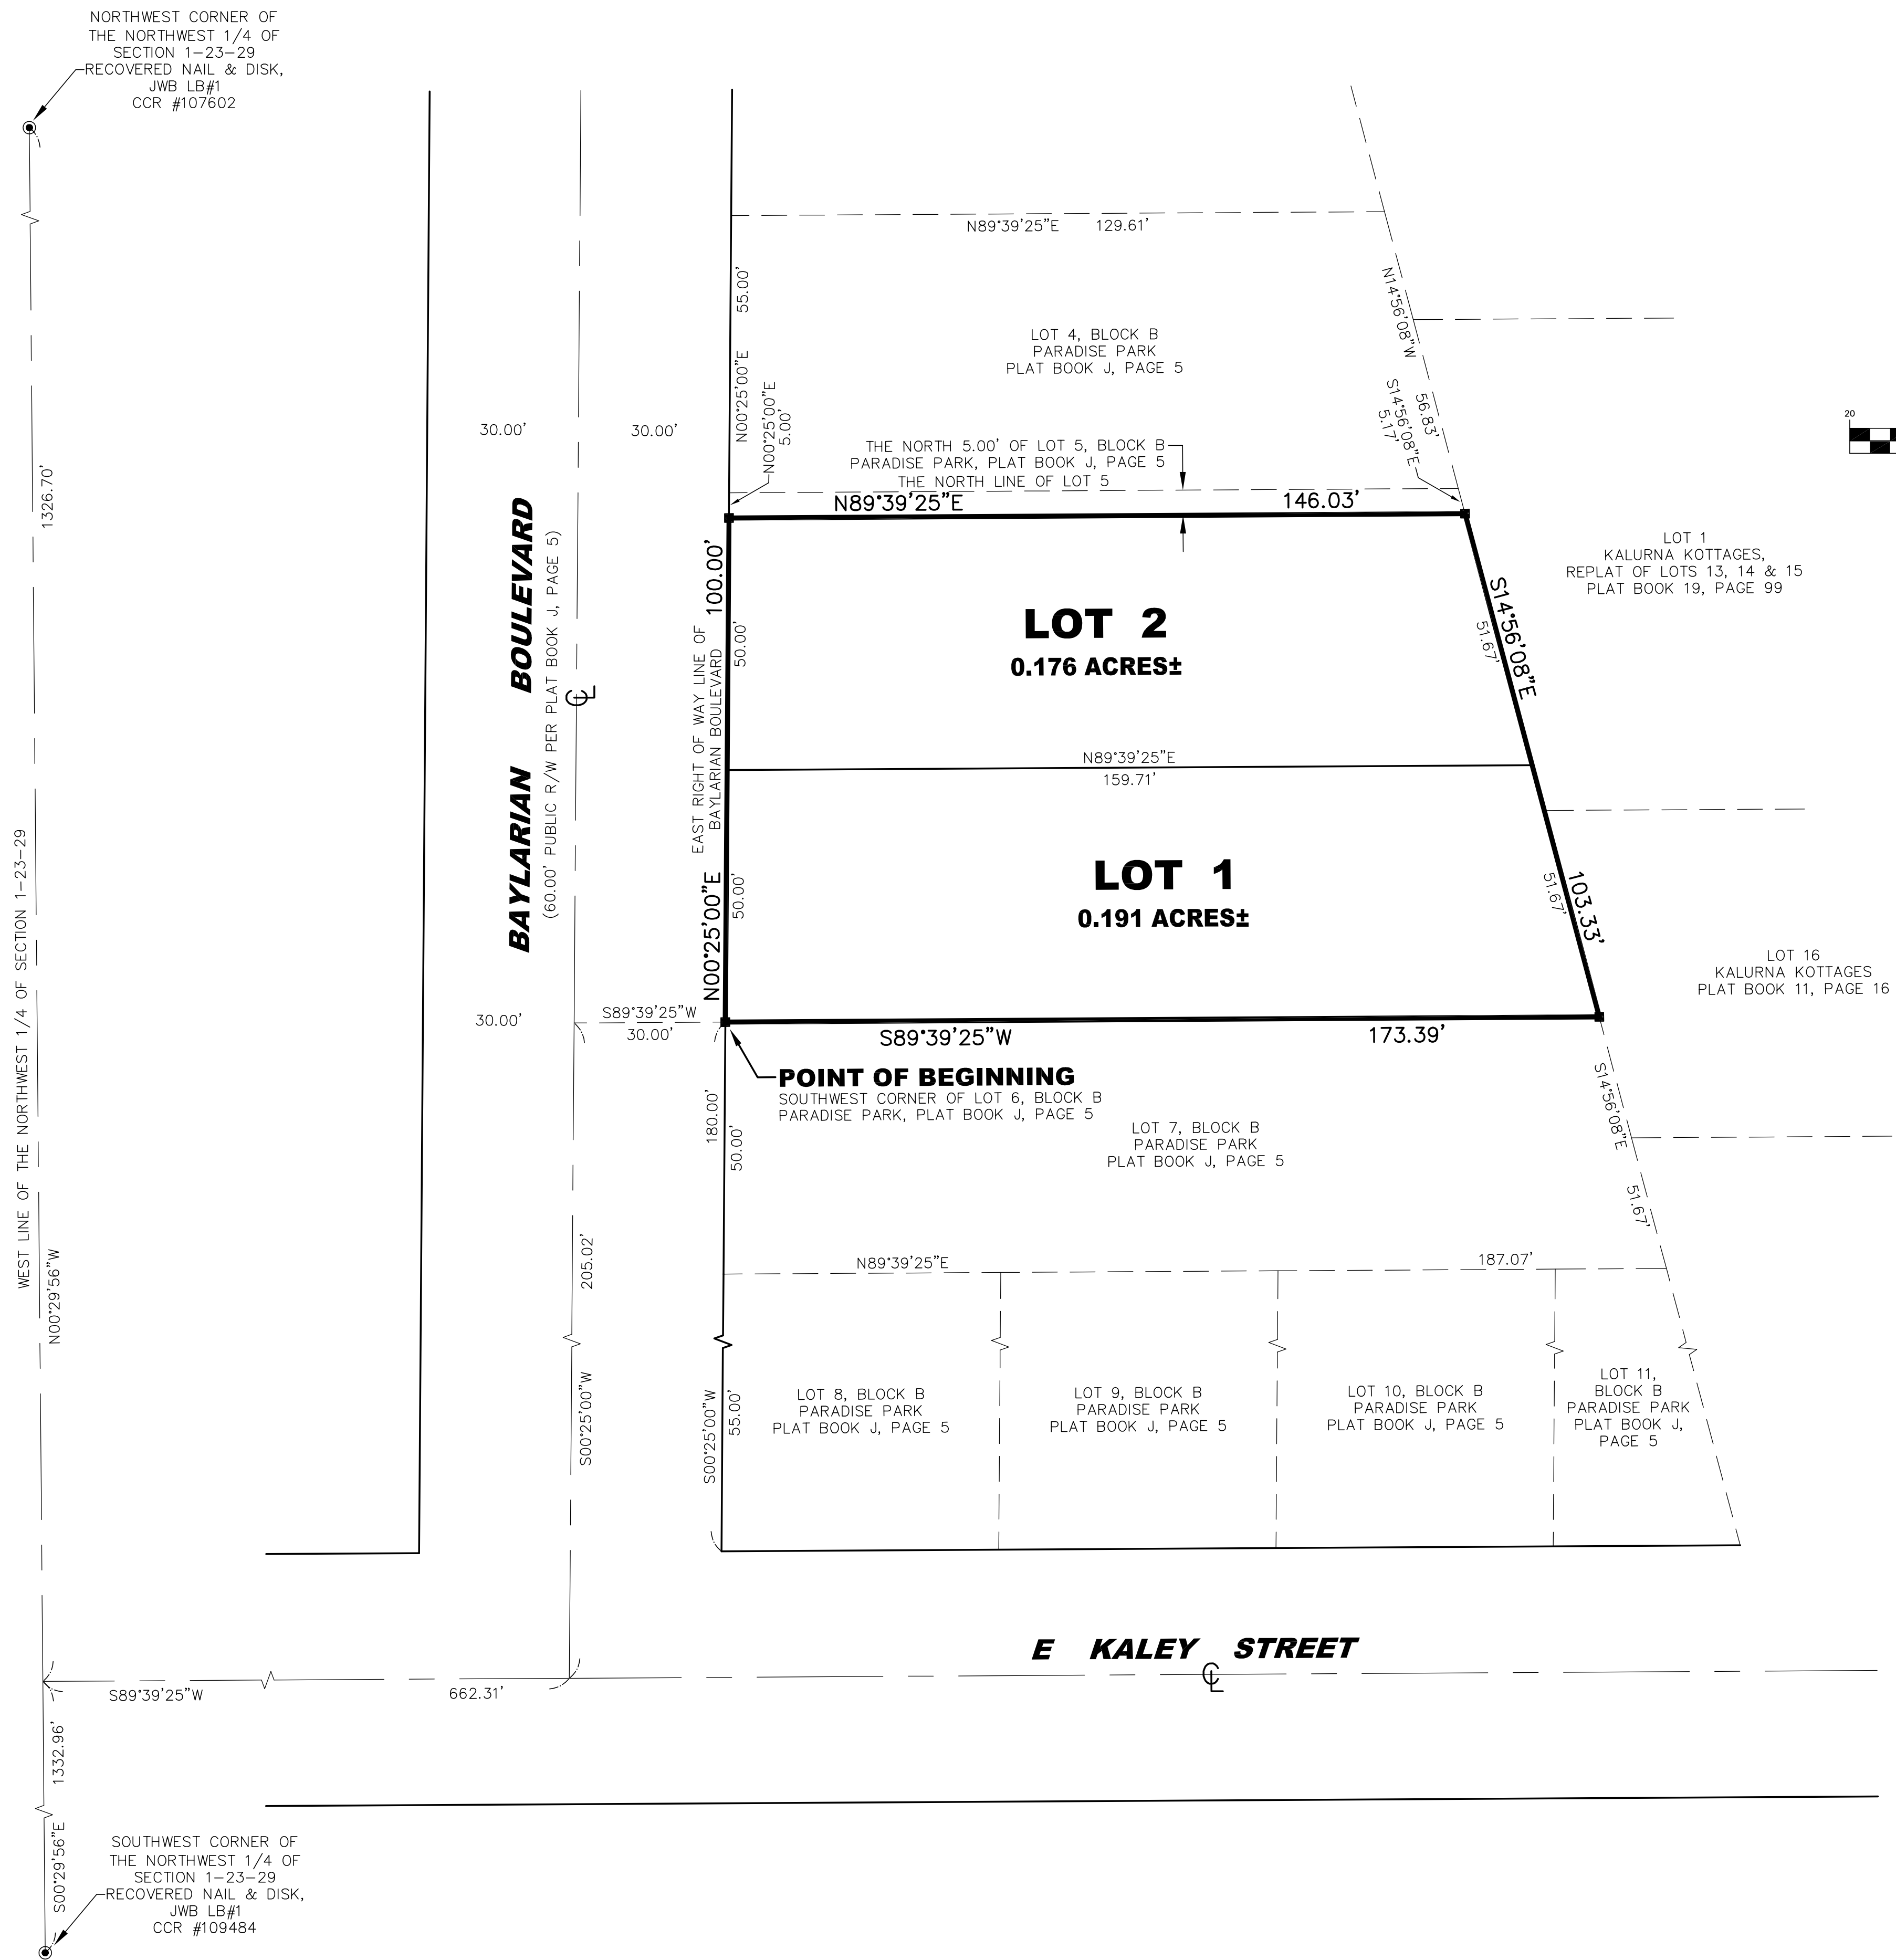 NORTHWEST CORNER OF
THE NORTHWEST 1/4 OF
SECTION 1-23-29
RECOVERED NAIL & DISK,
JWB LB#1
CCR #107602
1326.70'
WEST LINE OF THE NORTHWEST 1/4 OF SECTION 1-23-29
N00°29'56"W
30.00'
30.00'
BAYLARIAN BOULEVARD
(60.00' PUBLIC R/W PER PLAT BOOK J, PAGE 5)
CL
N89°39'25"E 129.61'
55.00'
N00°25'00"E
N00°25'00"E
5.00'
LOT 4, BLOCK B
PARADISE PARK
PLAT BOOK J, PAGE 5
N14°56'08"W
56.83'
S14°56'08"E
5.17'
20
THE NORTH 5.00' OF LOT 5, BLOCK B
PARADISE PARK, PLAT BOOK J, PAGE 5
THE NORTH LINE OF LOT 5
N89°39'25"E 146.03'
LOT 1
KALURNA KOTTAGES,
REPLAT OF LOTS 13, 14 & 15
PLAT BOOK 19, PAGE 99
100.00'
50.00'
EAST RIGHT OF WAY LINE OF
BAYLARIAN BOULEVARD
LOT 2
0.176 ACRES±
S14°56'08"E
51.67'
N89°39'25"E
159.71'
LOT 1
0.191 ACRES±
N00°25'00"E
50.00'
103.33'
51.67'
LOT 16
KALURNA KOTTAGES
PLAT BOOK 11, PAGE 16
30.00'
S89°39'25"W
30.00'
S89°39'25"W 173.39'
POINT OF BEGINNING
SOUTHWEST CORNER OF LOT 6, BLOCK B
PARADISE PARK, PLAT BOOK J, PAGE 5
180.00'
50.00'
LOT 7, BLOCK B
PARADISE PARK
PLAT BOOK J, PAGE 5
S14°56'08"E
51.67'
205.02'
S00°25'00"W
N89°39'25"E 187.07'
S00°25'00"W
55.00'
LOT 8, BLOCK B
PARADISE PARK
PLAT BOOK J, PAGE 5
LOT 9, BLOCK B
PARADISE PARK
PLAT BOOK J, PAGE 5
LOT 10, BLOCK B
PARADISE PARK
PLAT BOOK J, PAGE 5
LOT 11,
BLOCK B
PARADISE PARK
PLAT BOOK J,
PAGE 5
E KALEY STREET
CL
S89°39'25"W 662.31'
1332.96'
S00°29'56"E
SOUTHWEST CORNER OF
THE NORTHWEST 1/4 OF
SECTION 1-23-29
RECOVERED NAIL & DISK,
JWB LB#1
CCR #109484